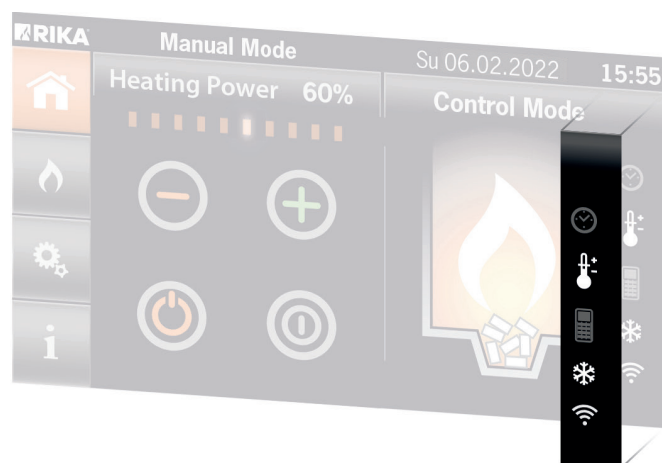 RIKA
Manual Mode
Su 06.02.2022
15:55
Heating Power 60%
Control Mode
i